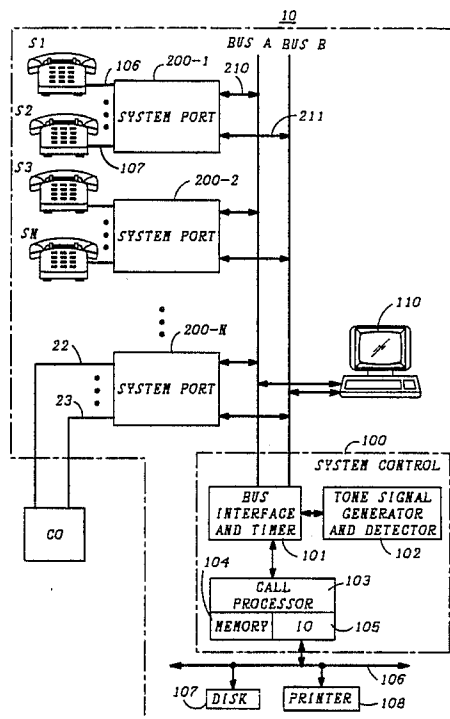 10
BUS A BUS B
S1
106
200-1
210
SYSTEM PORT
S2
107
211
S3
200-2
SYSTEM PORT
SM
200-N
22
SYSTEM PORT
23
110
CO
100
SYSTEM CONTROL
BUS
INTERFACE
AND TIMER
101
TONE SIGNAL
GENERATOR
AND DETECTOR
102
103
CALL
PROCESSOR
104
MEMORY
IO
105
106
DISK
107
PRINTER
108